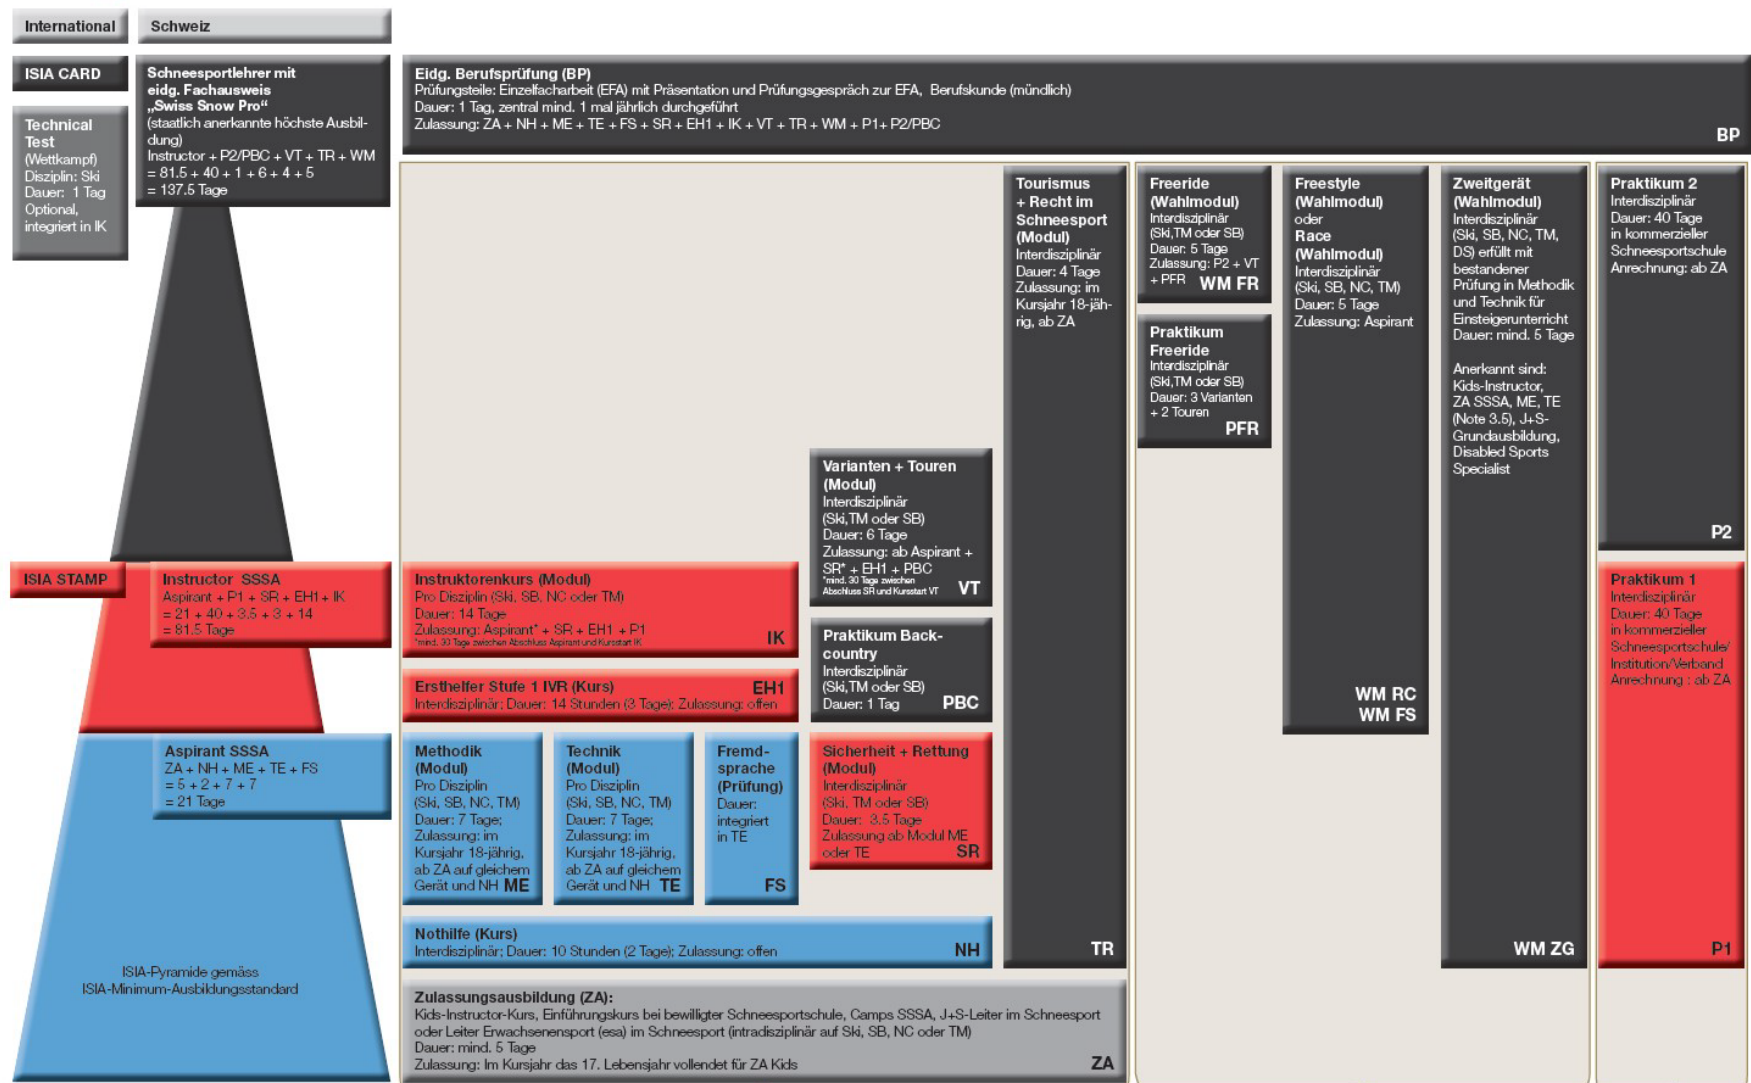 International
Schweiz
ISIA CARD
Technical
Test
(Wettkampf)
Disziplin: Ski
Dauer: 1 Tag
Optional,
integriert in IK
Schneesportlehrer mit
eidg. Fachausweis
„Swiss Snow Pro“
(staatlich anerkannte höchste Ausbil-
dung)
Instructor + P2/PBC + VT + TR + WM
= 81.5 + 40 + 1 + 6 + 4 + 5
= 137.5 Tage
Eidg. Berufsprüfung (BP)
Prüfungsteile: Einzelfacharbeit (EFA) mit Präsentation und Prüfungsgespräch zur EFA, Berufskunde (mündlich)
Dauer: 1 Tag, zentral mind. 1 mal jährlich durchgeführt
Zulassung: ZA + NH + ME + TE + FS + SR + EH1 + IK + VT + TR + WM + P1+ P2/PBC
BP
Tourismus
+ Recht im
Schneesport
(Modul)
Interdisziplinär
Dauer: 4 Tage
Zulassung: im
Kursjahr 18-jäh-
rig, ab ZA
TR
Freeride
(Wahlmodul)
Interdisziplinär
(Ski,TM oder SB)
Dauer: 5 Tage
Zulassung: P2 + VT
+ PFR WM FR
Praktikum
Freeride
Interdisziplinär
(Ski,TM oder SB)
Dauer: 3 Varianten
+ 2 Touren
PFR
Freestyle
(Wahlmodul)
oder
Race
(Wahlmodul)
Interdisziplinär
(Ski, SB, NC, TM)
Dauer: 5 Tage
Zulassung: Aspirant
WM RC
WM FS
Zweitgerät
(Wahlmodul)
Interdisziplinär
(Ski, SB, NC, TM,
DS) erfüllt mit
bestandener
Prüfung in Methodik
und Technik für
Einsteigerunterricht
Dauer: mind. 5 Tage
Anerkannt sind:
Kids-Instructor,
ZA SSSA, ME, TE
(Note 3.5), J+S-
Grundausbildung,
Disabled Sports
Specialist
WM ZG
Praktikum 2
Interdisziplinär
Dauer: 40 Tage
in kommerzieller
Schneesportschule
Anrechnung: ab ZA
P2
Varianten + Touren
(Modul)
Interdisziplinär
(Ski,TM oder SB)
Dauer: 6 Tage
Zulassung: ab Aspirant +
SR* + EH1 + PBC
*mind. 30 Tage zwischen
Abschluss SR und Kursstart VT VT
ISIA STAMP
Instructor SSSA
Aspirant + P1 + SR + EH1 + IK
= 21 + 40 + 3.5 + 3 + 14
= 81.5 Tage
Instruktorenkurs (Modul)
Pro Disziplin (Ski, SB, NC oder TM)
Dauer: 14 Tage
Zulassung: Aspirant* + SR + EH1 + P1
*mind. 30 Tage zwischen Abschluss Aspirant und Kursstart IK
IK
Praktikum Back-
country
Interdisziplinär
(Ski,TM oder SB)
Dauer: 1 Tag PBC
Praktikum 1
Interdisziplinär
Dauer: 40 Tage
in kommerzieller
Schneesportschule/
Institution/Verband
Anrechnung : ab ZA
P1
Ersthelfer Stufe 1 IVR (Kurs) EH1
Interdisziplinär; Dauer: 14 Stunden (3 Tage); Zulassung: offen
Aspirant SSSA
ZA + NH + ME + TE + FS
= 5 + 2 + 7 + 7
= 21 Tage
Methodik
(Modul)
Pro Disziplin
(Ski, SB, NC, TM)
Dauer: 7 Tage;
Zulassung: im
Kursjahr 18-jährig,
ab ZA auf gleichem
Gerät und NH ME
Technik
(Modul)
Pro Disziplin
(Ski, SB, NC, TM)
Dauer: 7 Tage;
Zulassung: im
Kursjahr 18-jährig,
ab ZA auf gleichem
Gerät und NH TE
Fremd-
sprache
(Prüfung)
Dauer:
integriert
in TE
FS
Sicherheit + Rettung
(Modul)
Interdisziplinär
(Ski, TM oder SB)
Dauer: 3.5 Tage
Zulassung ab Modul ME
oder TE SR
Nothilfe (Kurs)
Interdisziplinär; Dauer: 10 Stunden (2 Tage); Zulassung: offen
NH
ISIA-Pyramide gemäss
ISIA-Minimum-Ausbildungsstandard
Zulassungsausbildung (ZA):
Kids-Instructor-Kurs, Einführungskurs bei bewilligter Schneesportschule, Camps SSSA, J+S-Leiter im Schneesport
oder Leiter Erwachsenensport (esa) im Schneesport (intradisziplinär auf Ski, SB, NC oder TM)
Dauer: mind. 5 Tage
Zulassung: Im Kursjahr das 17. Lebensjahr vollendet für ZA Kids
ZA